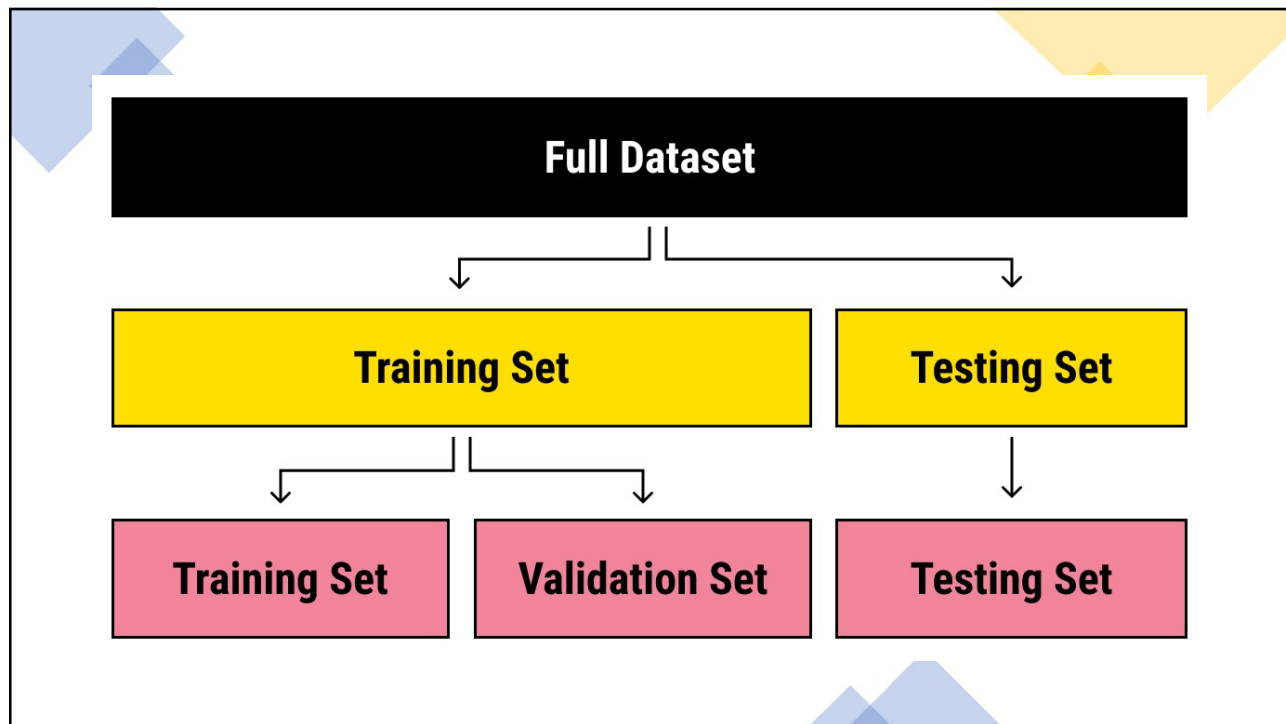 Full Dataset
Training Set
Testing Set
Training Set
Validation Set
Testing Set